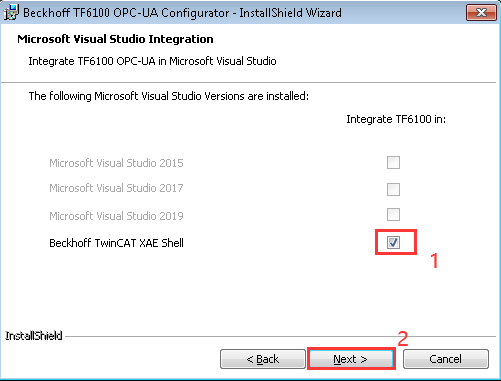 Beckhoff TF6100 OPC-UA Configurator - InstallShield Wizard
Microsoft Visual Studio Integration
Integrate TF6100 OPC-UA in Microsoft Visual Studio
The following Microsoft Visual Studio Versions are installed:
Integrate TF6100 in:
Microsoft Visual Studio 2015
Microsoft Visual Studio 2017
Microsoft Visual Studio 2019
Beckhoff TwinCAT XAE Shell
1
InstallShield
2
< Back
Next >
Cancel